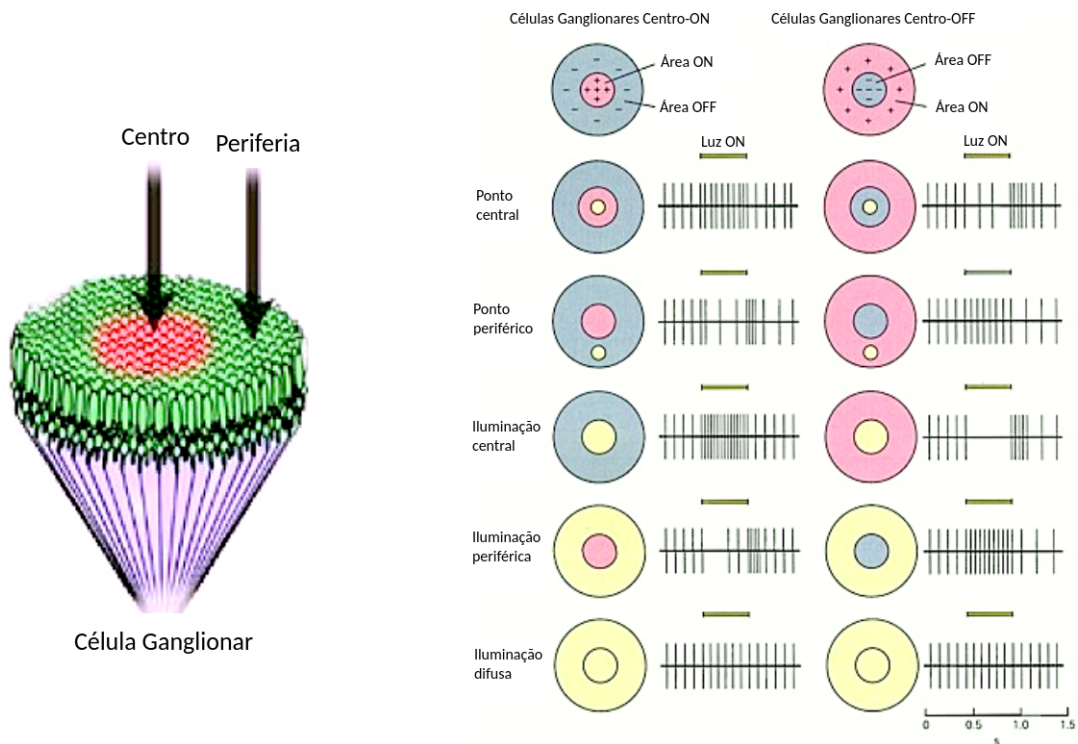 Células Ganglionares Centro-ON
Células Ganglionares Centro-OFF
Área ON
Área OFF
Área OFF
Área ON
Centro
Periferia
Luz ON
Luz ON
Ponto
central
Ponto
periférico
Iluminação
central
Iluminação
periférica
Iluminação
difusa
Célula Ganglionar
0 0.5 1.0 1.5
s